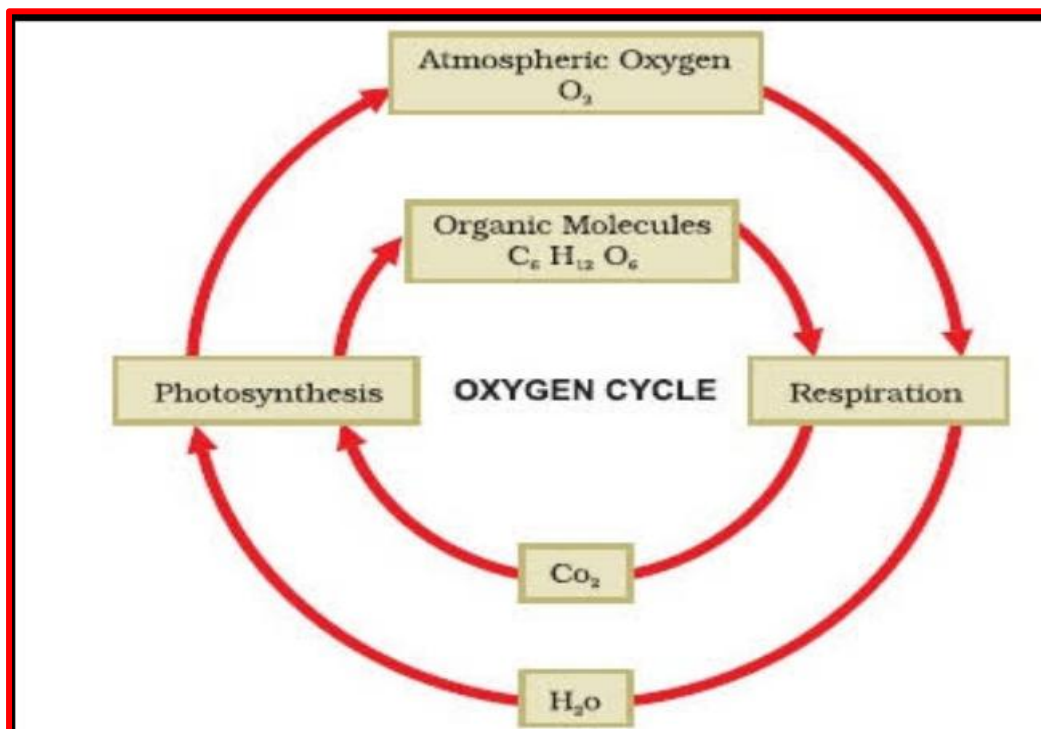 Atmospheric Oxygen
O₂
Organic Molecules
C₆ H₁₂ O₆
Photosynthesis
OXYGEN CYCLE
Respiration
Co₂
H₂o